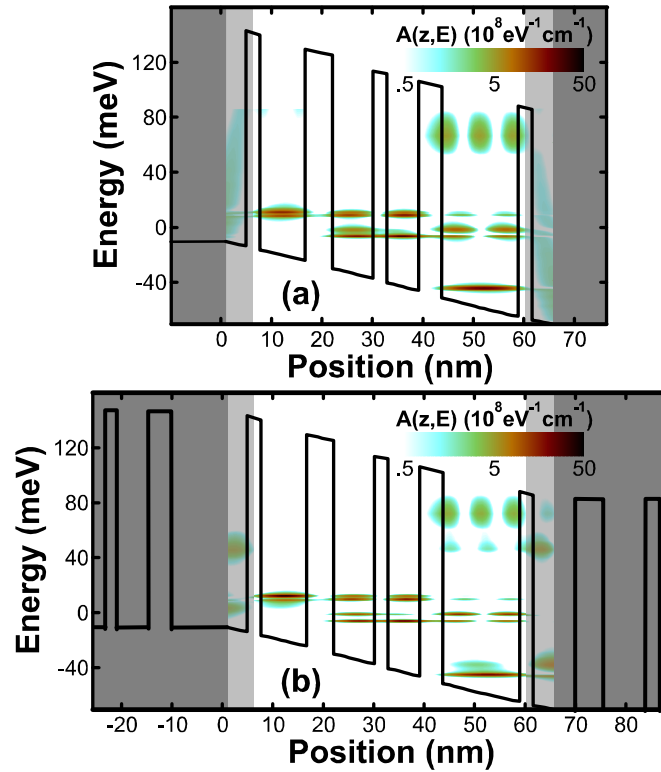 A(z,E) (10⁸eV⁻¹cm⁻¹)
.5 5 50
120
80
40
0
-40
Energy (meV)
(a)
0 10 20 30 40 50 60 70
Position (nm)
A(z,E) (10⁸eV⁻¹cm⁻¹)
.5 5 50
120
80
40
0
-40
Energy (meV)
(b)
-20 -10 0 10 20 30 40 50 60 70 80
Position (nm)